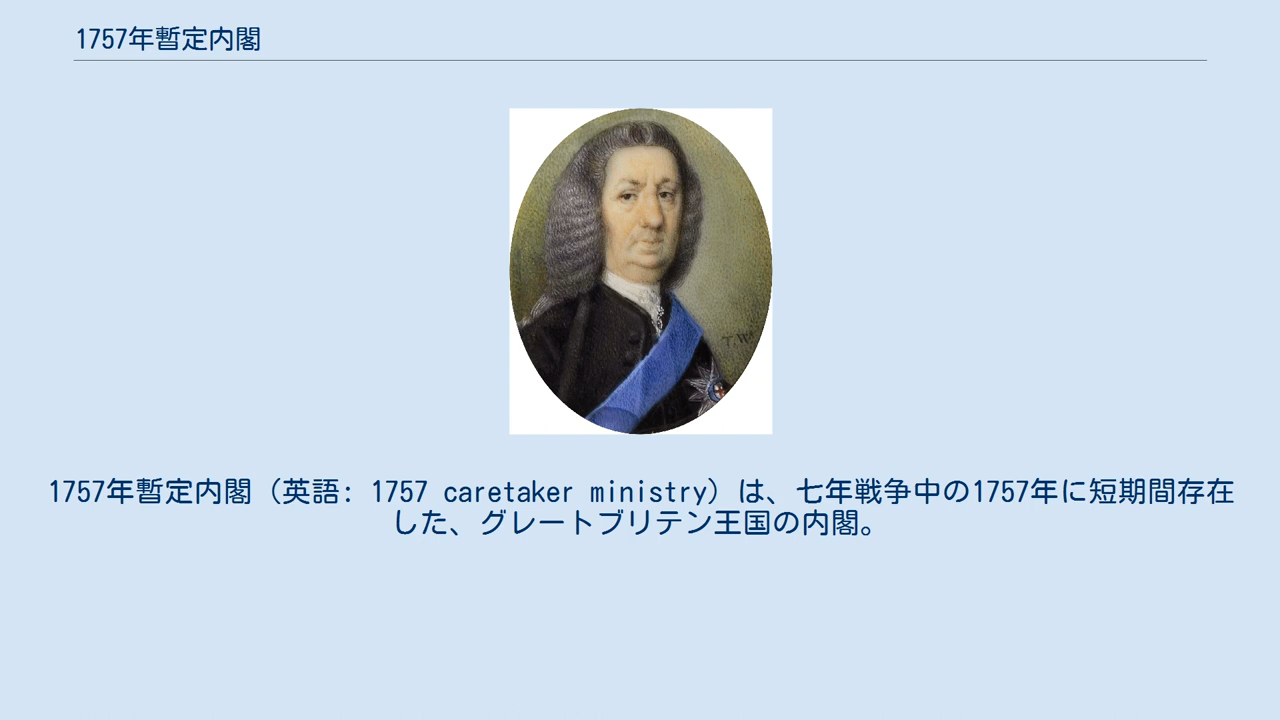 1757年暫定内閣
T.W
1757年暫定内閣（英語: 1757 caretaker ministry）は、七年戦争中の1757年に短期間存在
した、グレートブリテン王国の内閣。